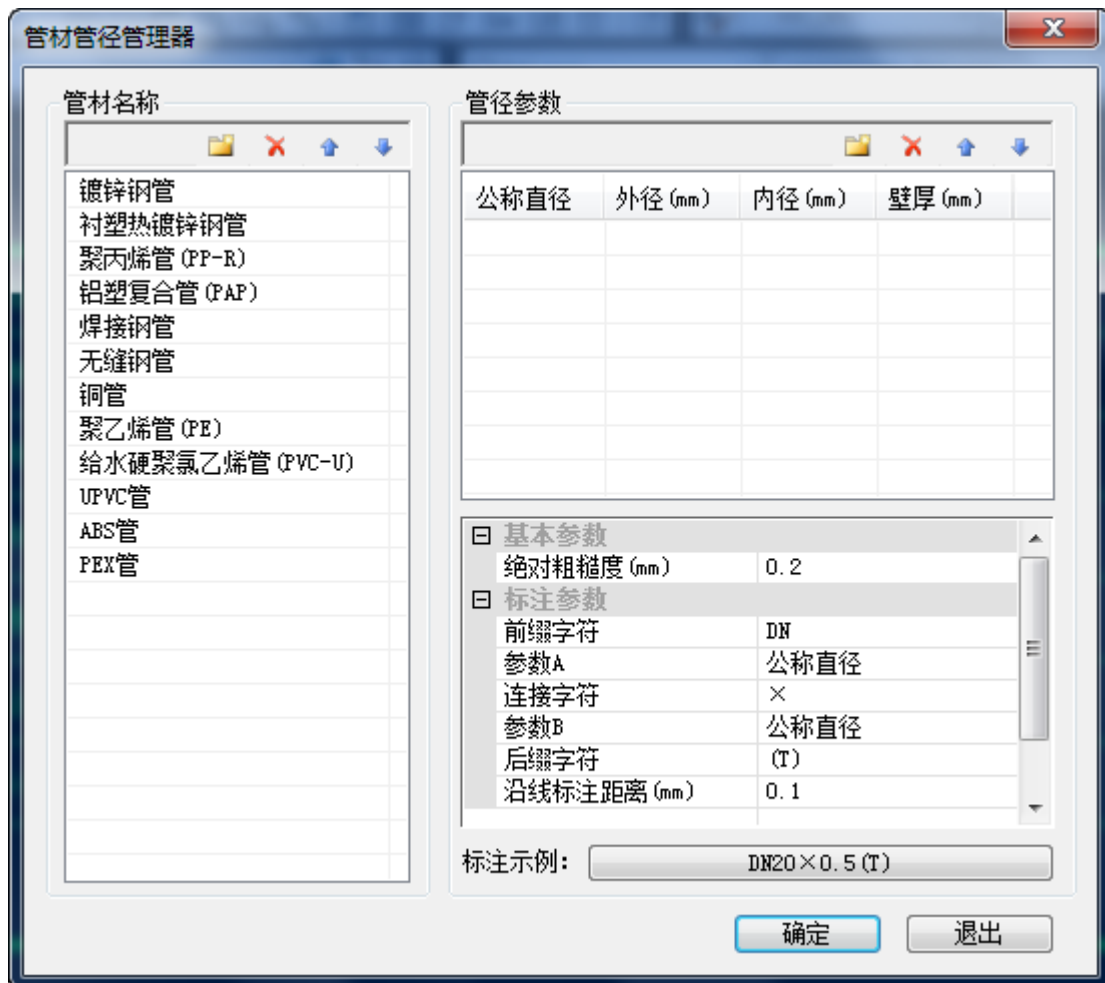 管材管径管理器
管材名称
镀锌钢管
衬塑热镀锌钢管
聚丙烯管(PP-R)
铝塑复合管(PAP)
焊接钢管
无缝钢管
铜管
聚乙烯管(PE)
给水硬聚氯乙烯管(PVC-U)
UPVC管
ABS管
PEX管
管径参数
公称直径 外径(mm) 内径(mm) 壁厚(mm)
基本参数
绝对粗糙度(mm) 0.2
标注参数
前缀字符 DN
参数A 公称直径
连接字符 ×
参数B 公称直径
后缀字符 (T)
沿线标注距离(mm) 0.1
标注示例: DN20×0.5(T)
确定 退出